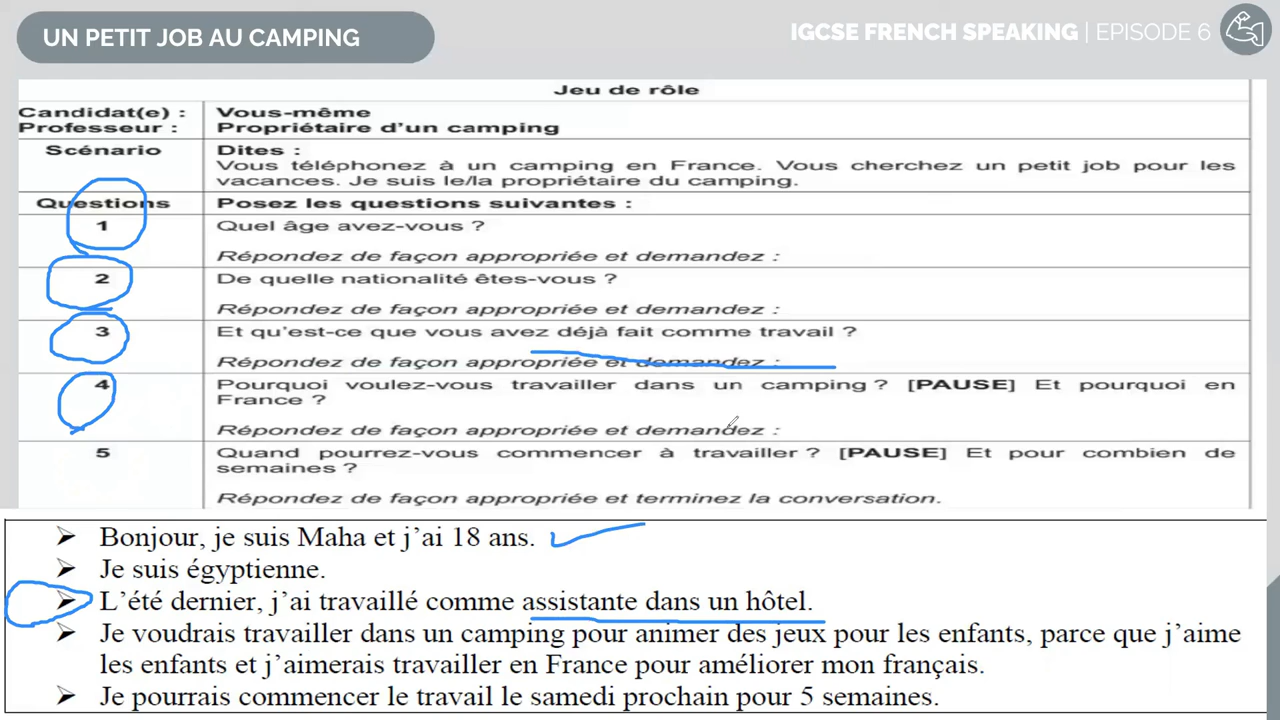 UN PETIT JOB AU CAMPING
IGCSE FRENCH SPEAKING | EPISODE 6
Jeu de rôle
Candidat(e) : Vous-même
Professeur : Propriétaire d'un camping
Scénario Dites :
Vous téléphonez à un camping en France. Vous cherchez un petit job pour les
vacances. Je suis le/la propriétaire du camping.
Questions Posez les questions suivantes :
1 Quel âge avez-vous ?
Répondez de façon appropriée et demandez :
2 De quelle nationalité êtes-vous ?
Répondez de façon appropriée et demandez :
3 Et qu'est-ce que vous avez déjà fait comme travail ?
Répondez de façon appropriée et demandez :
4 Pourquoi voulez-vous travailler dans un camping ? [PAUSE] Et pourquoi en
France ?
Répondez de façon appropriée et demandez :
5 Quand pourrez-vous commencer à travailler ? [PAUSE] Et pour combien de
semaines ?
Répondez de façon appropriée et terminez la conversation.
➢ Bonjour, je suis Maha et j'ai 18 ans.
➢ Je suis égyptienne.
➢ L'été dernier, j'ai travaillé comme assistante dans un hôtel.
➢ Je voudrais travailler dans un camping pour animer des jeux pour les enfants, parce que j'aime
les enfants et j'aimerais travailler en France pour améliorer mon français.
➢ Je pourrais commencer le travail le samedi prochain pour 5 semaines.